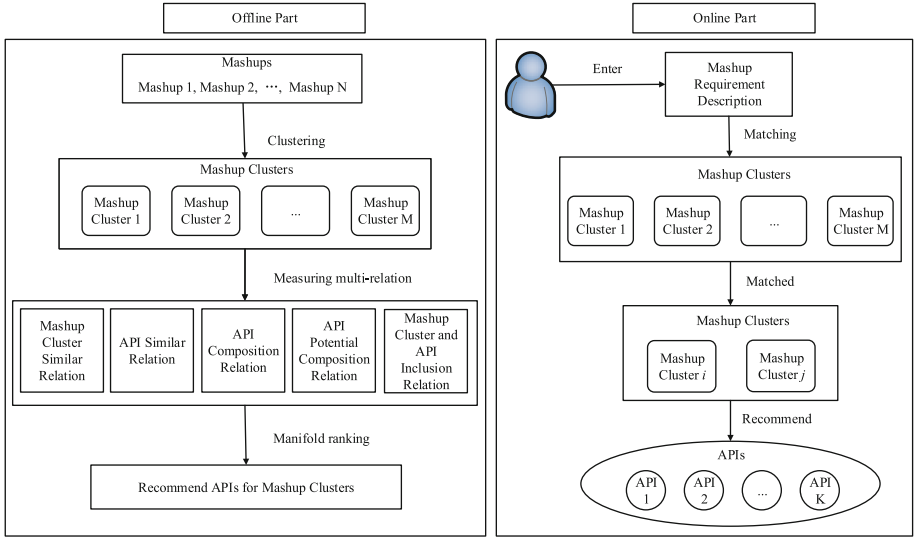 Offline Part
Mashups
Mashup 1, Mashup 2, ···, Mashup N
Clustering
Mashup Clusters
Mashup
Cluster 1
Mashup
Cluster 2
...
Mashup
Cluster M
Measuring multi-relation
Mashup
Cluster
Similar
Relation
API Similar
Relation
API
Composition
Relation
API
Potential
Composition
Relation
Mashup
Cluster and
API
Inclusion
Relation
Manifold ranking
Recommend APIs for Mashup Clusters
Online Part
Enter
Mashup
Requirement
Description
Matching
Mashup Clusters
Mashup
Cluster 1
Mashup
Cluster 2
...
Mashup
Cluster M
Matched
Mashup Clusters
Mashup
Cluster i
Mashup
Cluster j
Recommend
APIs
API
1
API
2
...
API
K